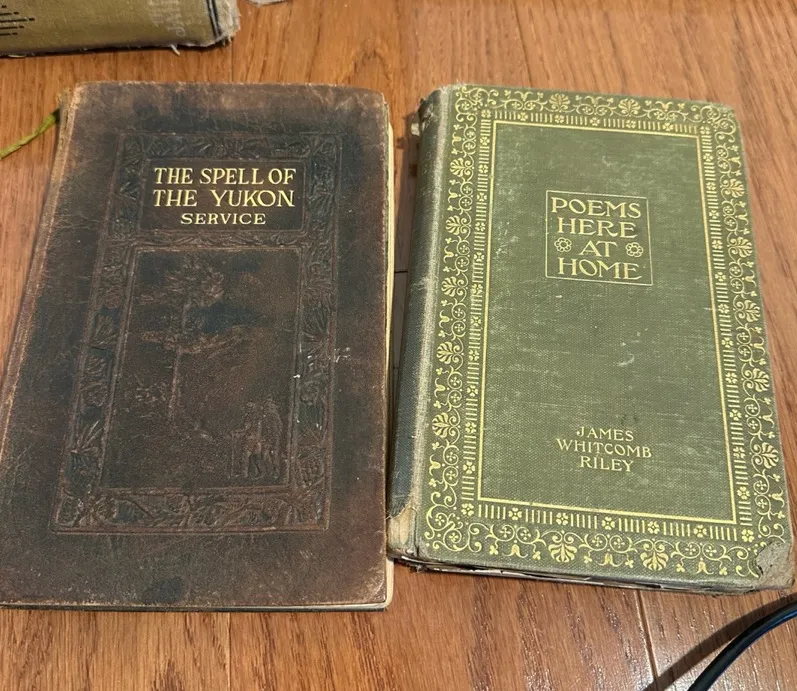 THE SPELL OF
THE YUKON
SERVICE
POEMS
HERE
AT
HOME
JAMES
WHITCOMB
RILEY